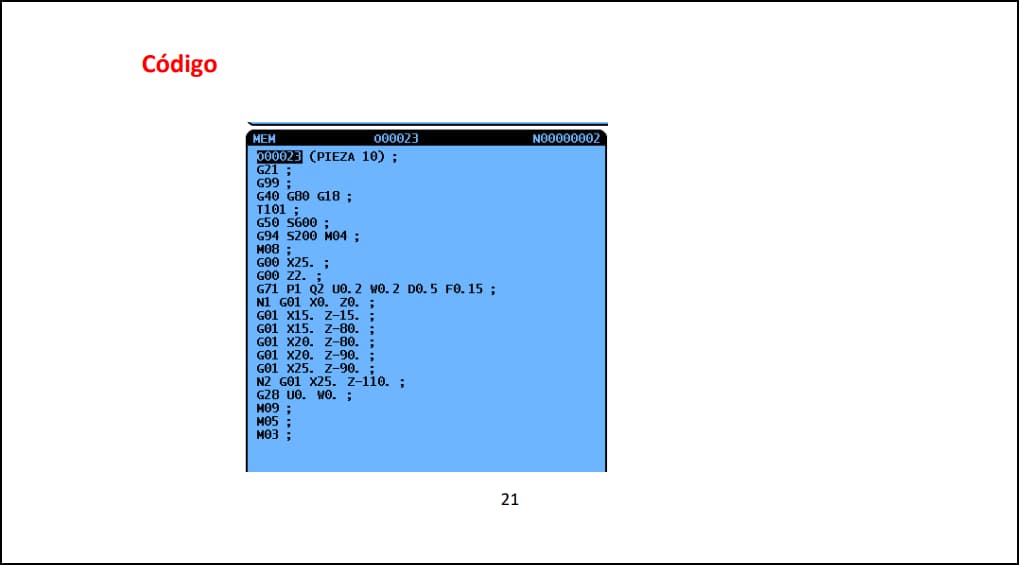 Código
MEM O00023 N00000002
O00023 (PIEZA 10) ;
G21 ;
G99 ;
G40 G80 G18 ;
T101 ;
G50 S600 ;
G94 S200 M04 ;
M08 ;
G00 X25. ;
G00 Z2. ;
G71 P1 Q2 U0.2 W0.2 D0.5 F0.15 ;
N1 G01 X0. Z0. ;
G01 X15. Z-15. ;
G01 X15. Z-80. ;
G01 X20. Z-80. ;
G01 X20. Z-90. ;
G01 X25. Z-90. ;
N2 G01 X25. Z-110. ;
G28 U0. W0. ;
M09 ;
M05 ;
M03 ;
21